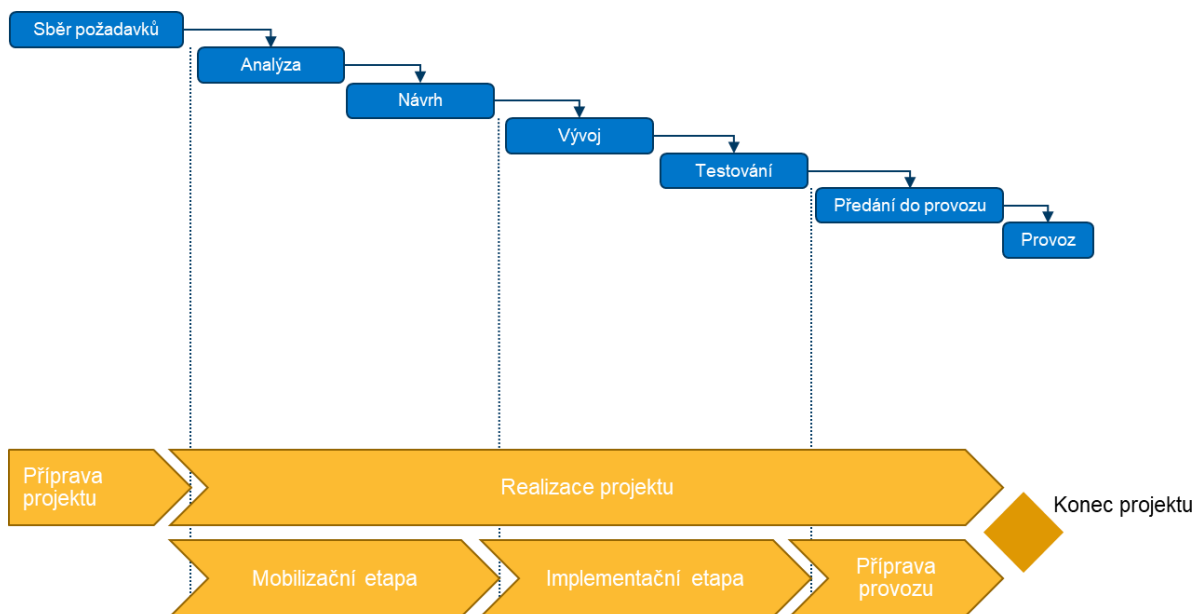 Sběr požadavků
Analýza
Návrh
Vývoj
Testování
Předání do provozu
Provoz
Příprava
projektu
Realizace projektu
Konec projektu
Mobilizační etapa
Implementační etapa
Příprava
provozu